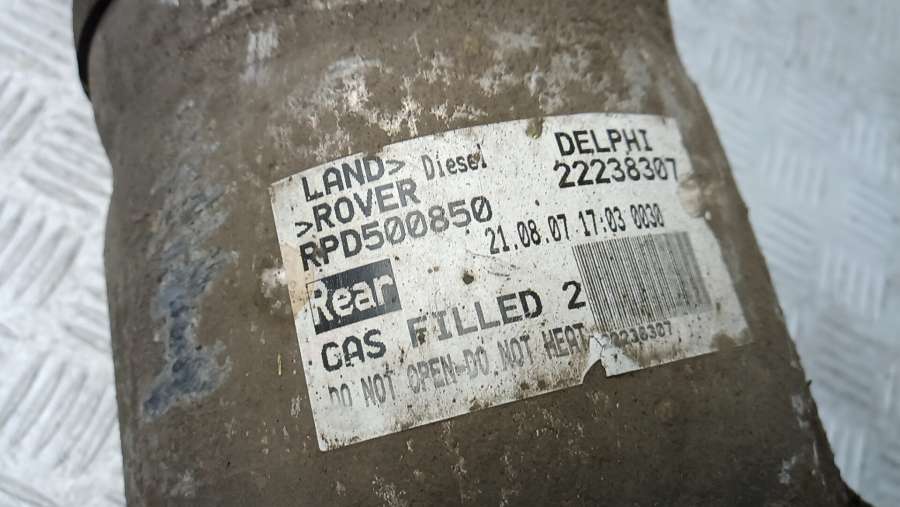 LAND> Diesel DELPHI
>ROVER 22238307
RPD500850 21.08.07 17:03 0030
Rear
GAS FILLED 2
DO NOT OPEN-DO NOT HEAT 22238307